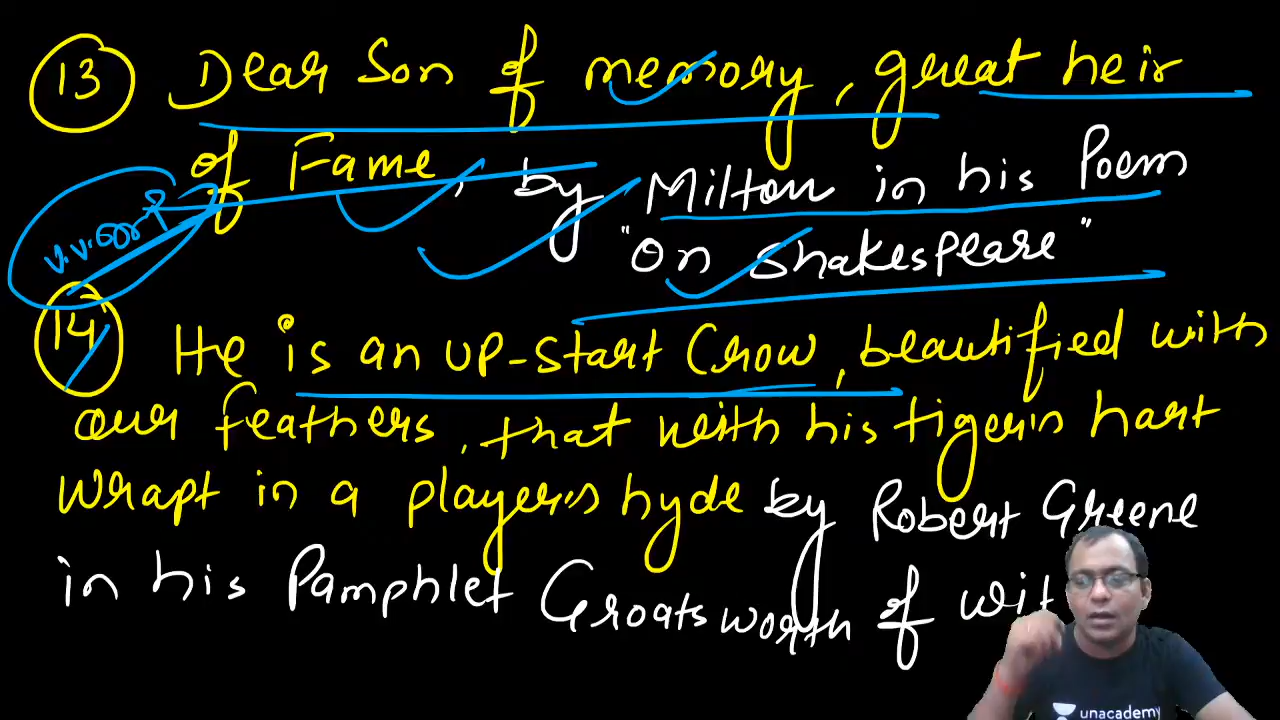 13 Dear Son of memory, great heir
of Fame, by Milton in his Poem
"On Shakespeare"
v.v.
14 He is an up-start Crow, beautified with
our feathers, that with his tiger's hart
wrapt in a player's hyde by Robert Greene
in his Pamphlet Groatsworth of wit
unacademy